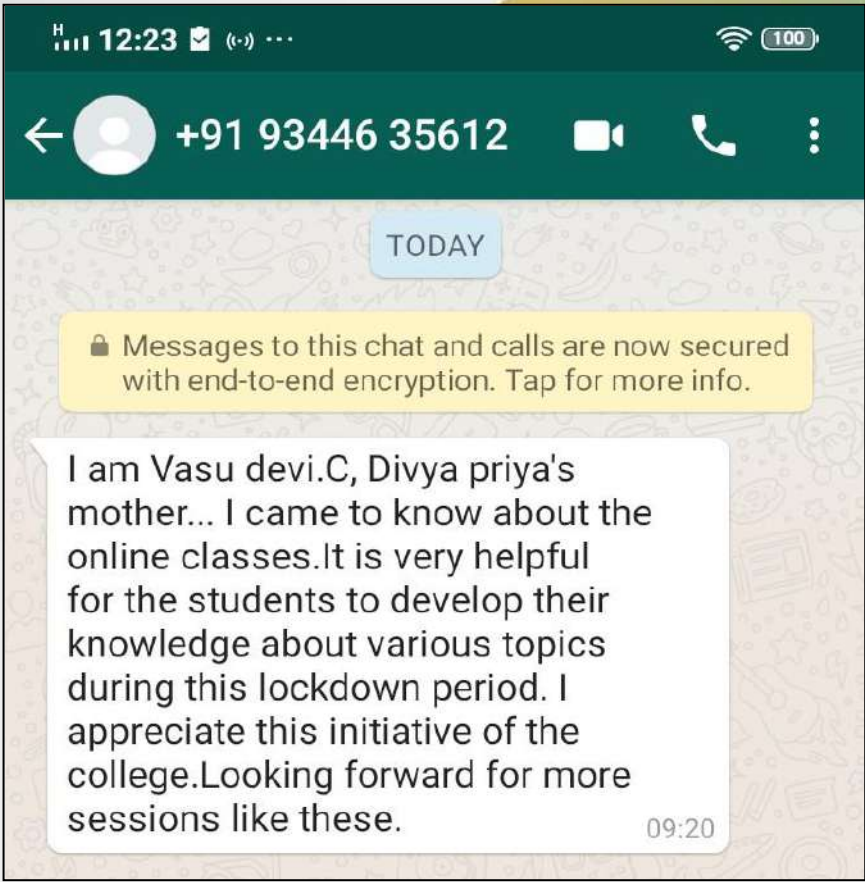 H 12:23 ...
100
+91 93446 35612
TODAY
Messages to this chat and calls are now secured
with end-to-end encryption. Tap for more info.
I am Vasu devi.C, Divya priya's
mother... I came to know about the
online classes.It is very helpful
for the students to develop their
knowledge about various topics
during this lockdown period. I
appreciate this initiative of the
college.Looking forward for more
sessions like these.
09:20